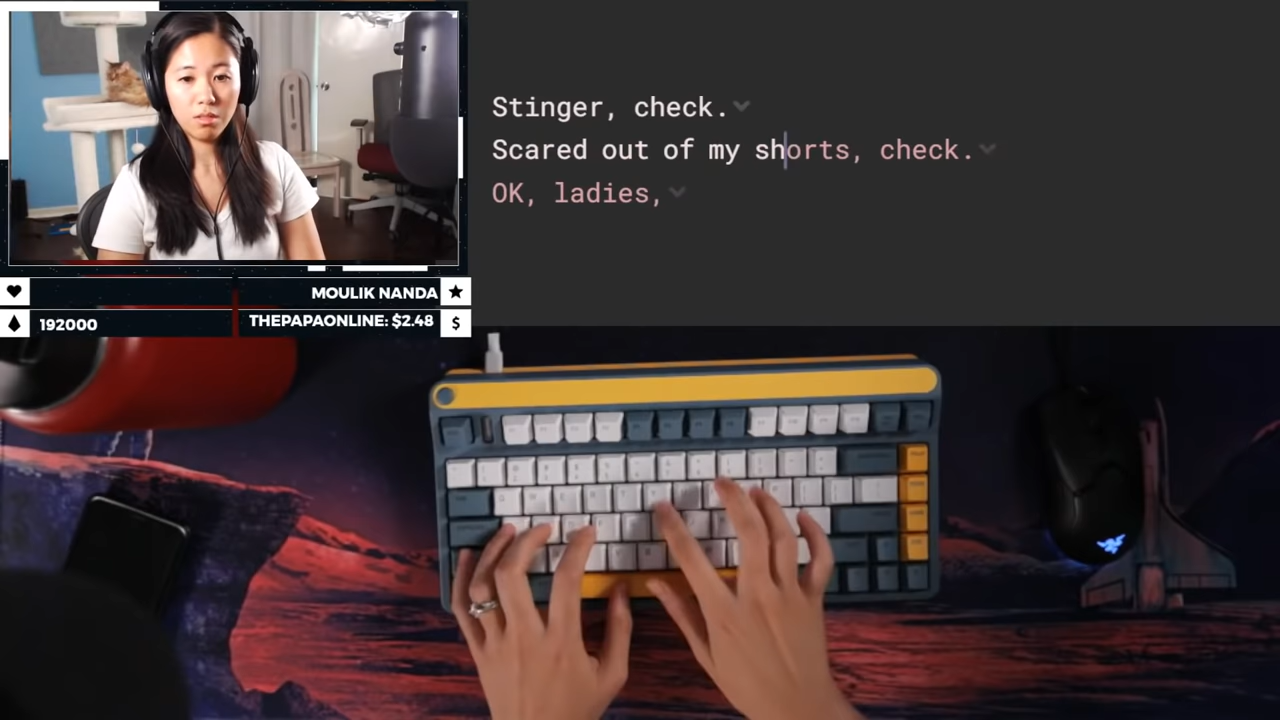 Stinger, check.
Scared out of my shorts, check.
OK, ladies,
MOULIK NANDA
192000
THEPAPAONLINE: $2.48
$